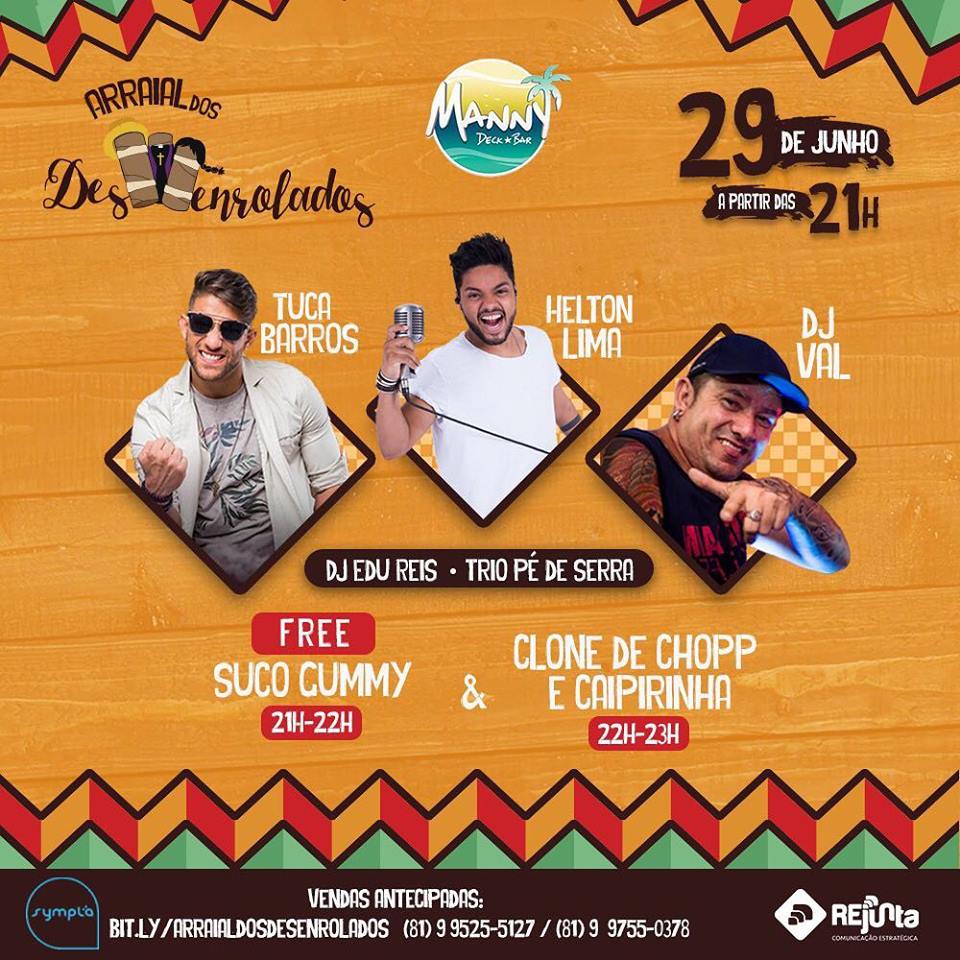 ARRAIAL DOS
Desenrolados
MANNY
DECK★BAR
29 DE JUNHO
A PARTIR DAS 21H
TUCA
BARROS
HELTON
LIMA
DJ
VAL
DJ EDU REIS • TRIO PÉ DE SERRA
FREE
SUCO GUMMY
21H-22H
&
CLONE DE CHOPP
E CAIPIRINHA
22H-23H
sympla
VENDAS ANTECIPADAS:
BIT.LY/ARRAIALDOSDESENROLADOS (81) 9 9525-5127 / (81) 9 9755-0378
REjunta
COMUNICAÇÃO ESTRATÉGICA